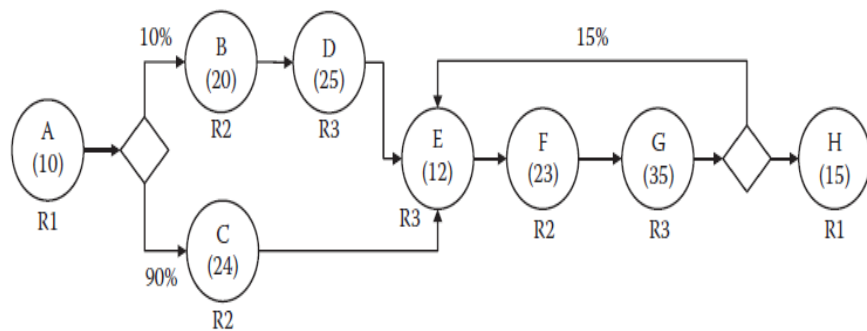 10%
B
(20)
R2
D
(25)
R3
15%
A
(10)
R1
E
(12)
R3
F
(23)
R2
G
(35)
R3
H
(15)
R1
90%
C
(24)
R2